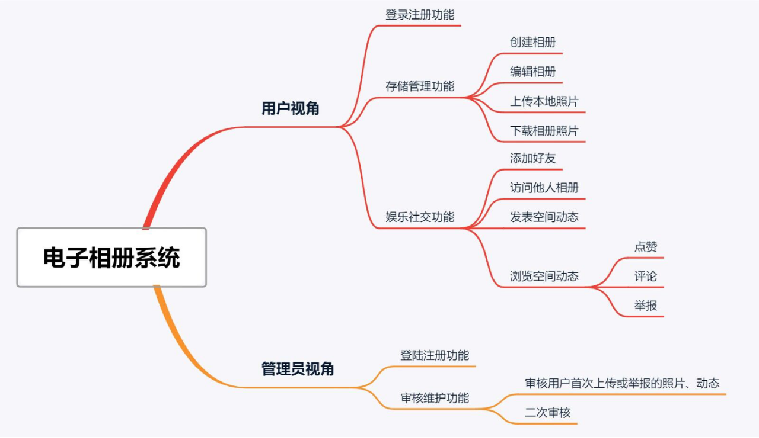 电子相册系统
用户视角
登录注册功能
存储管理功能
创建相册
编辑相册
上传本地照片
下载相册照片
娱乐社交功能
添加好友
访问他人相册
发表空间动态
浏览空间动态
点赞
评论
举报
管理员视角
登陆注册功能
审核维护功能
审核用户首次上传或举报的照片、动态
二次审核